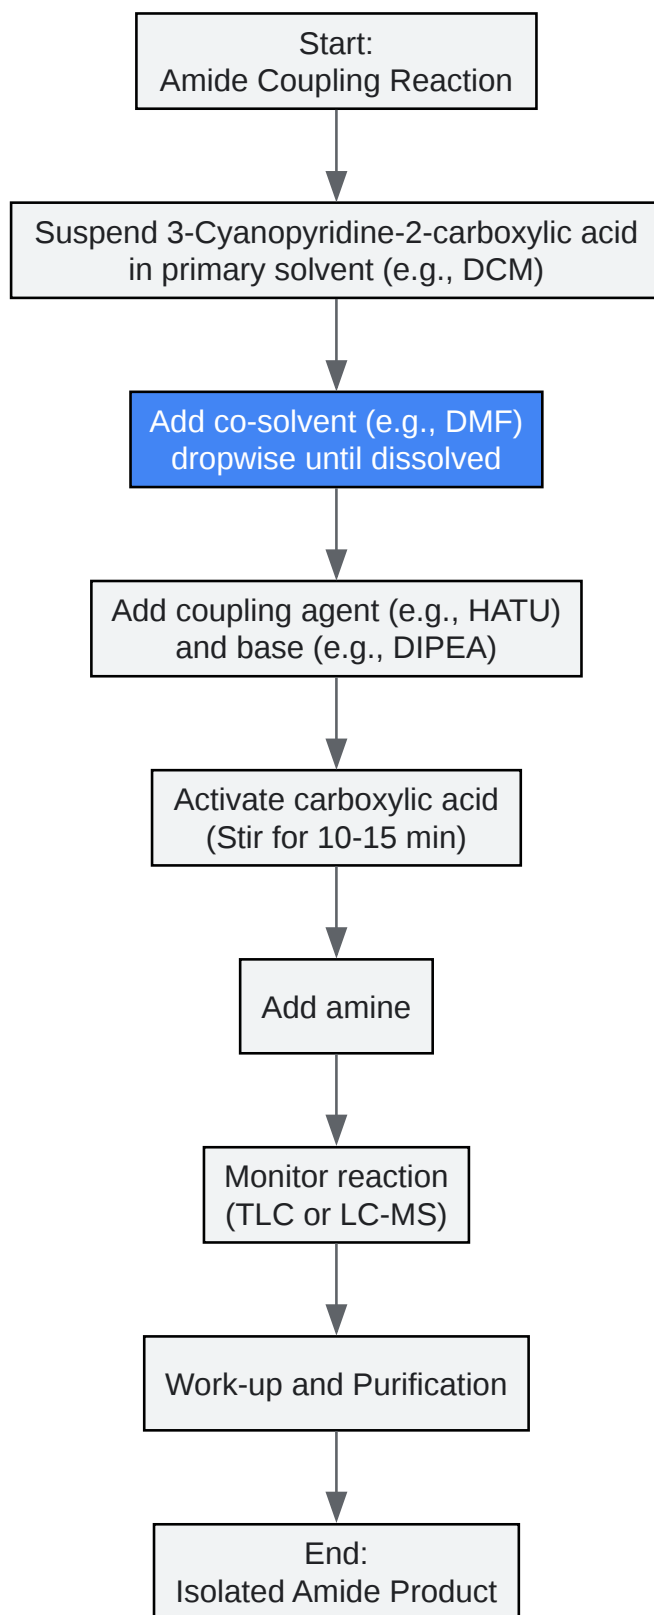 Start:
Amide Coupling Reaction
Suspend 3-Cyanopyridine-2-carboxylic acid
in primary solvent (e.g., DCM)
Add co-solvent (e.g., DMF)
dropwise until dissolved
Add coupling agent (e.g., HATU)
and base (e.g., DIPEA)
Activate carboxylic acid
(Stir for 10-15 min)
Add amine
Monitor reaction
(TLC or LC-MS)
Work-up and Purification
End:
Isolated Amide Product